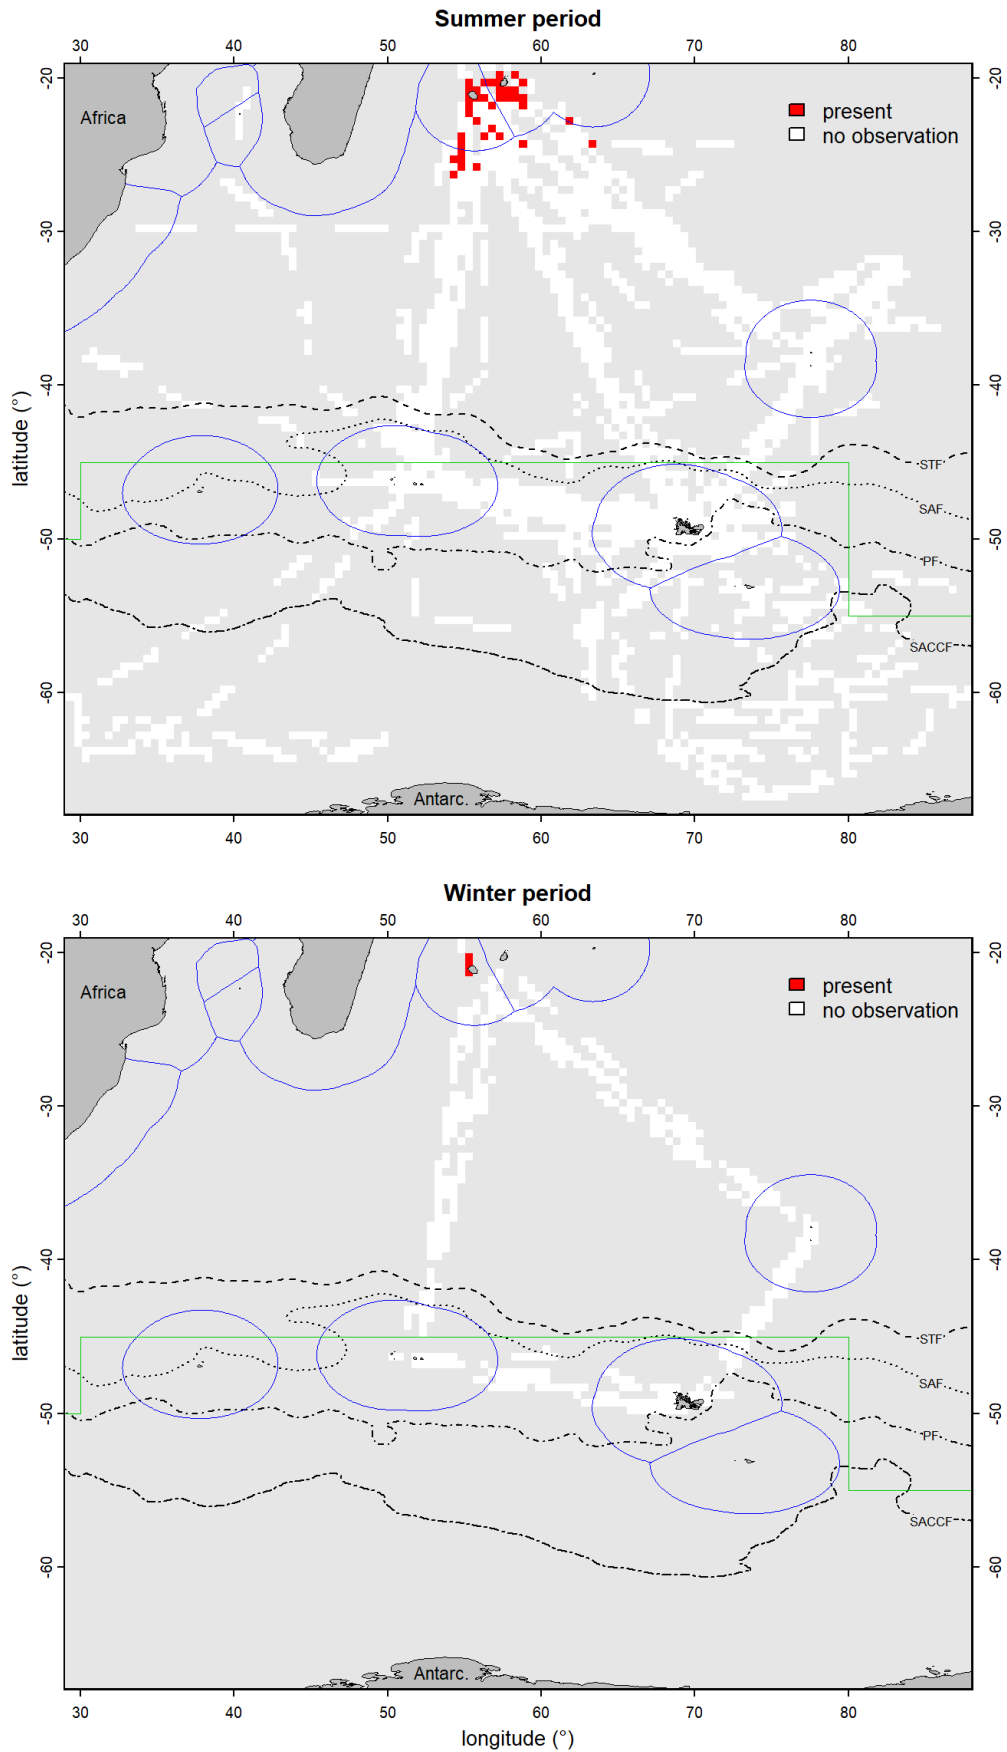 Summer period
30 40 50 60 70 80
-20 -20
Africa
present
no observation
-30 -30
-40 -40
latitude (°)
STF
SAF
-50 -50
PF
SACCF
-60 -60
Antarc.
30 40 50 60 70 80
Winter period
30 40 50 60 70 80
-20 -20
Africa
present
no observation
-30 -30
-40 -40
latitude (°)
STF
SAF
-50 -50
PF
SACCF
-60 -60
Antarc.
30 40 50 60 70 80
longitude (°)